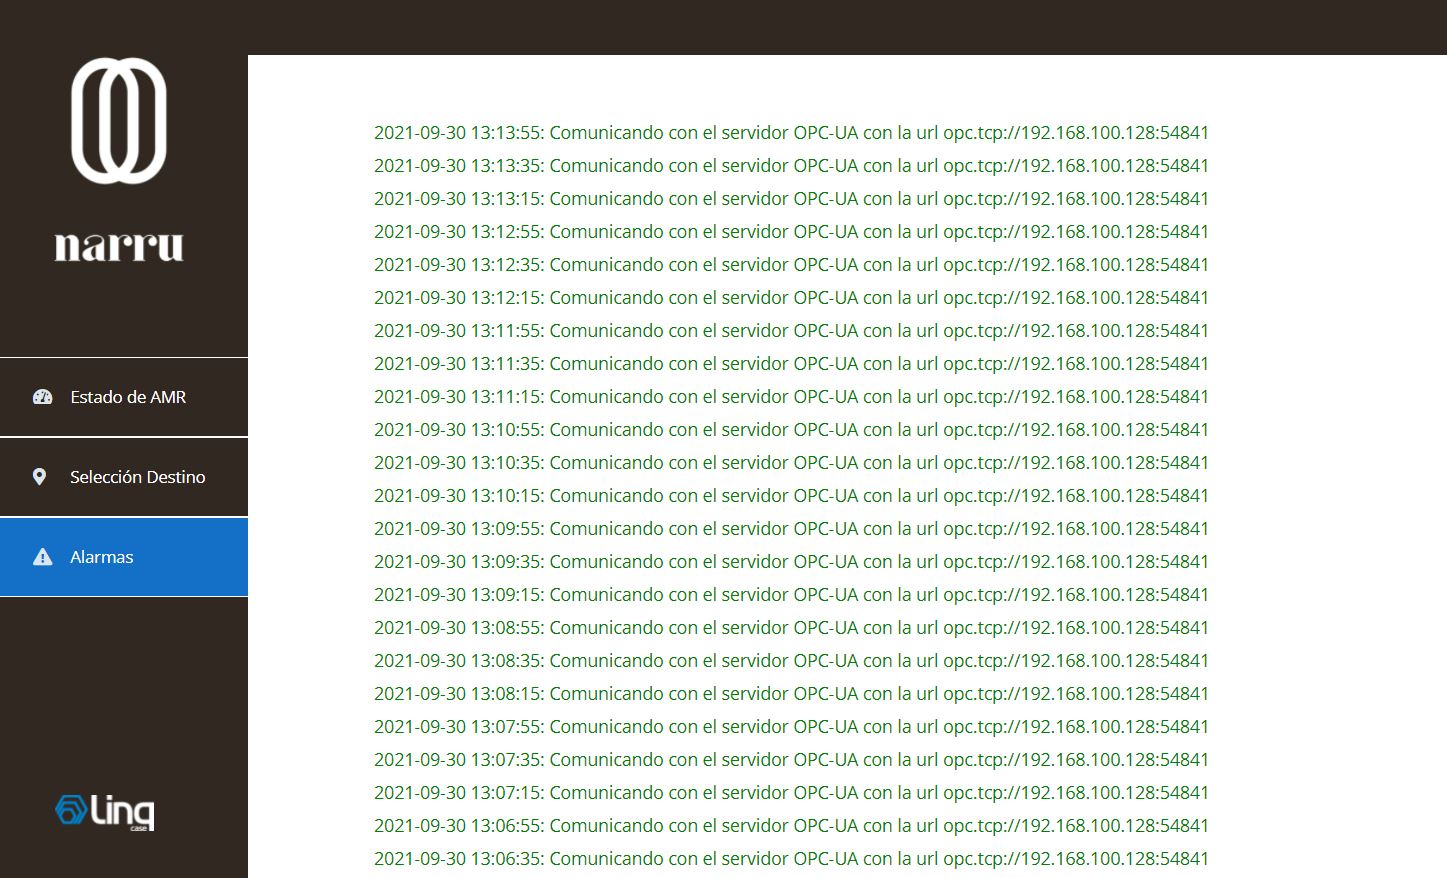 narru
Estado de AMR
Selección Destino
Alarmas
Linq
case
2021-09-30 13:13:55: Comunicando con el servidor OPC-UA con la url opc.tcp://192.168.100.128:54841
2021-09-30 13:13:35: Comunicando con el servidor OPC-UA con la url opc.tcp://192.168.100.128:54841
2021-09-30 13:13:15: Comunicando con el servidor OPC-UA con la url opc.tcp://192.168.100.128:54841
2021-09-30 13:12:55: Comunicando con el servidor OPC-UA con la url opc.tcp://192.168.100.128:54841
2021-09-30 13:12:35: Comunicando con el servidor OPC-UA con la url opc.tcp://192.168.100.128:54841
2021-09-30 13:12:15: Comunicando con el servidor OPC-UA con la url opc.tcp://192.168.100.128:54841
2021-09-30 13:11:55: Comunicando con el servidor OPC-UA con la url opc.tcp://192.168.100.128:54841
2021-09-30 13:11:35: Comunicando con el servidor OPC-UA con la url opc.tcp://192.168.100.128:54841
2021-09-30 13:11:15: Comunicando con el servidor OPC-UA con la url opc.tcp://192.168.100.128:54841
2021-09-30 13:10:55: Comunicando con el servidor OPC-UA con la url opc.tcp://192.168.100.128:54841
2021-09-30 13:10:35: Comunicando con el servidor OPC-UA con la url opc.tcp://192.168.100.128:54841
2021-09-30 13:10:15: Comunicando con el servidor OPC-UA con la url opc.tcp://192.168.100.128:54841
2021-09-30 13:09:55: Comunicando con el servidor OPC-UA con la url opc.tcp://192.168.100.128:54841
2021-09-30 13:09:35: Comunicando con el servidor OPC-UA con la url opc.tcp://192.168.100.128:54841
2021-09-30 13:09:15: Comunicando con el servidor OPC-UA con la url opc.tcp://192.168.100.128:54841
2021-09-30 13:08:55: Comunicando con el servidor OPC-UA con la url opc.tcp://192.168.100.128:54841
2021-09-30 13:08:35: Comunicando con el servidor OPC-UA con la url opc.tcp://192.168.100.128:54841
2021-09-30 13:08:15: Comunicando con el servidor OPC-UA con la url opc.tcp://192.168.100.128:54841
2021-09-30 13:07:55: Comunicando con el servidor OPC-UA con la url opc.tcp://192.168.100.128:54841
2021-09-30 13:07:35: Comunicando con el servidor OPC-UA con la url opc.tcp://192.168.100.128:54841
2021-09-30 13:07:15: Comunicando con el servidor OPC-UA con la url opc.tcp://192.168.100.128:54841
2021-09-30 13:06:55: Comunicando con el servidor OPC-UA con la url opc.tcp://192.168.100.128:54841
2021-09-30 13:06:35: Comunicando con el servidor OPC-UA con la url opc.tcp://192.168.100.128:54841